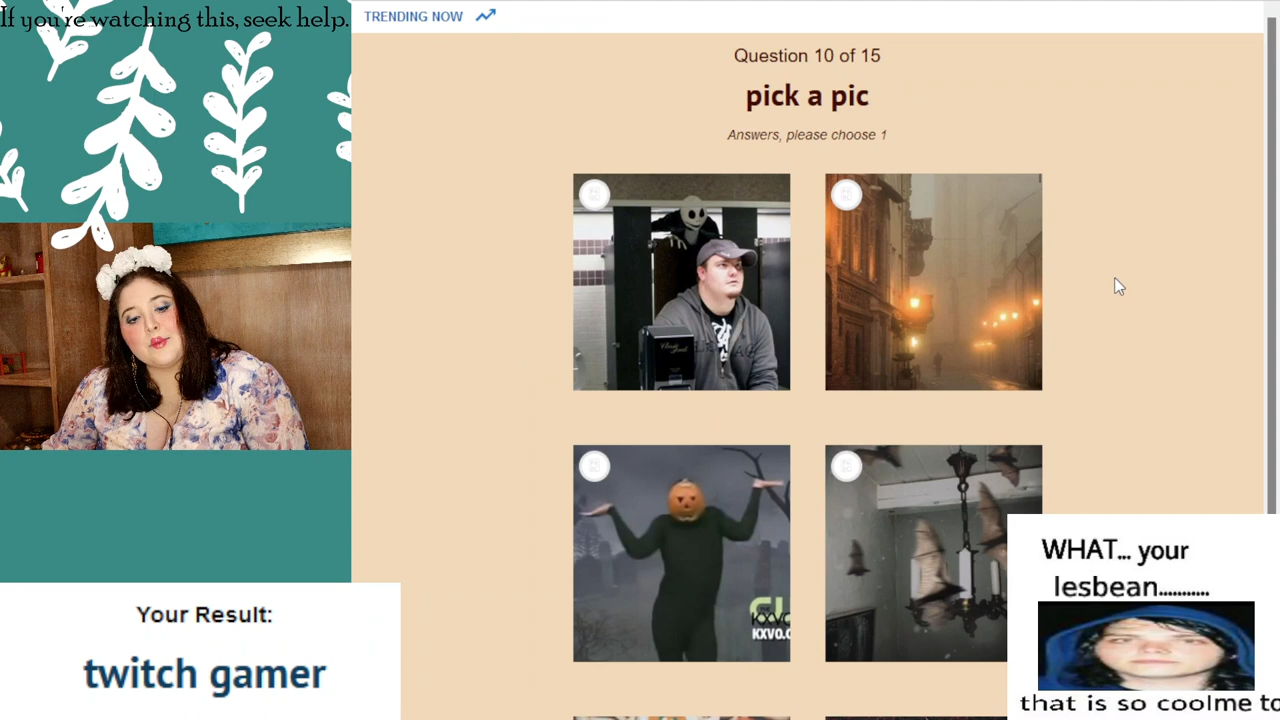 If you're watching this, seek help.
TRENDING NOW
Question 10 of 15
pick a pic
Answers, please choose 1
KXVO.C
WHAT... your
lesbean...........
that is so coolme to
Your Result:
twitch gamer